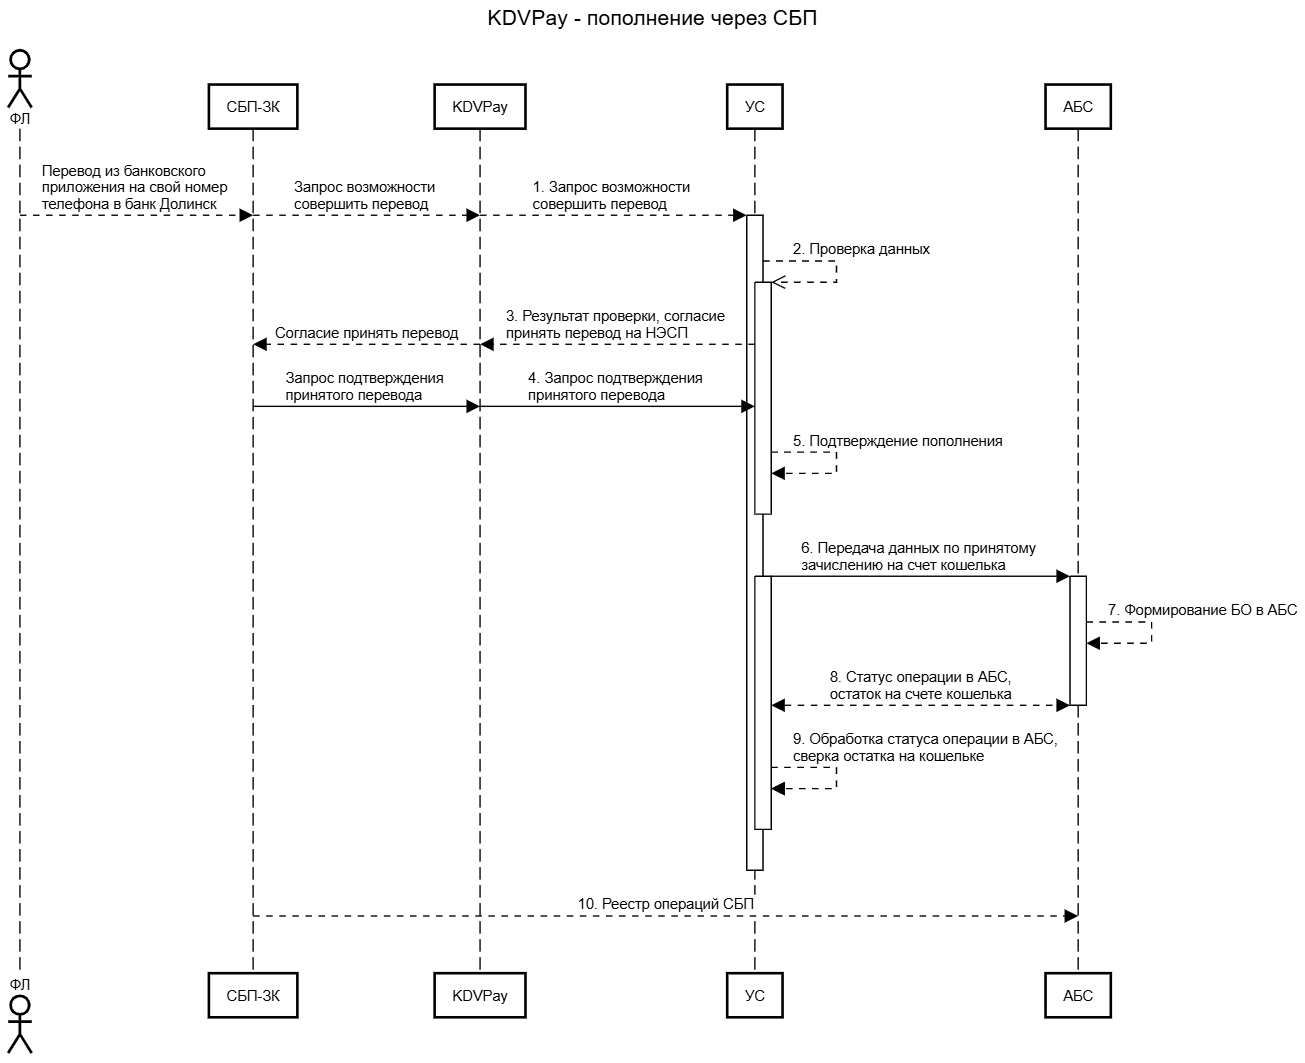 KDVPay - пополнение через СБП
ФЛ
СБП-ЗК
KDVPay
УС
АБС
Перевод из банковского
приложения на свой номер
телефона в банк Долинск
Запрос возможности
совершить перевод
1. Запрос возможности
совершить перевод
2. Проверка данных
3. Результат проверки, согласие
принять перевод на НЭСП
Согласие принять перевод
Запрос подтверждения
принятого перевода
4. Запрос подтверждения
принятого перевода
5. Подтверждение пополнения
6. Передача данных по принятому
зачислению на счет кошелька
7. Формирование БО в АБС
8. Статус операции в АБС,
остаток на счете кошелька
9. Обработка статуса операции в АБС,
сверка остатка на кошельке
10. Реестр операций СБП
ФЛ
СБП-ЗК
KDVPay
УС
АБС